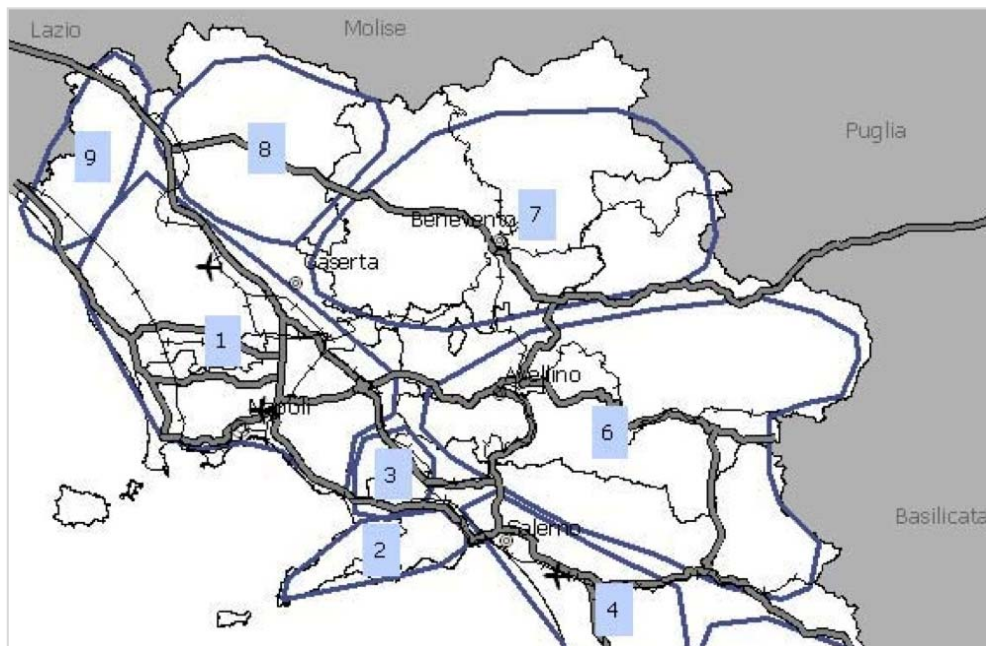 Lazio
Molise
Puglia
9
8
7
Benevento
Caserta
1
Avellino
Napoli
6
3
Basilicata
Salerno
2
4